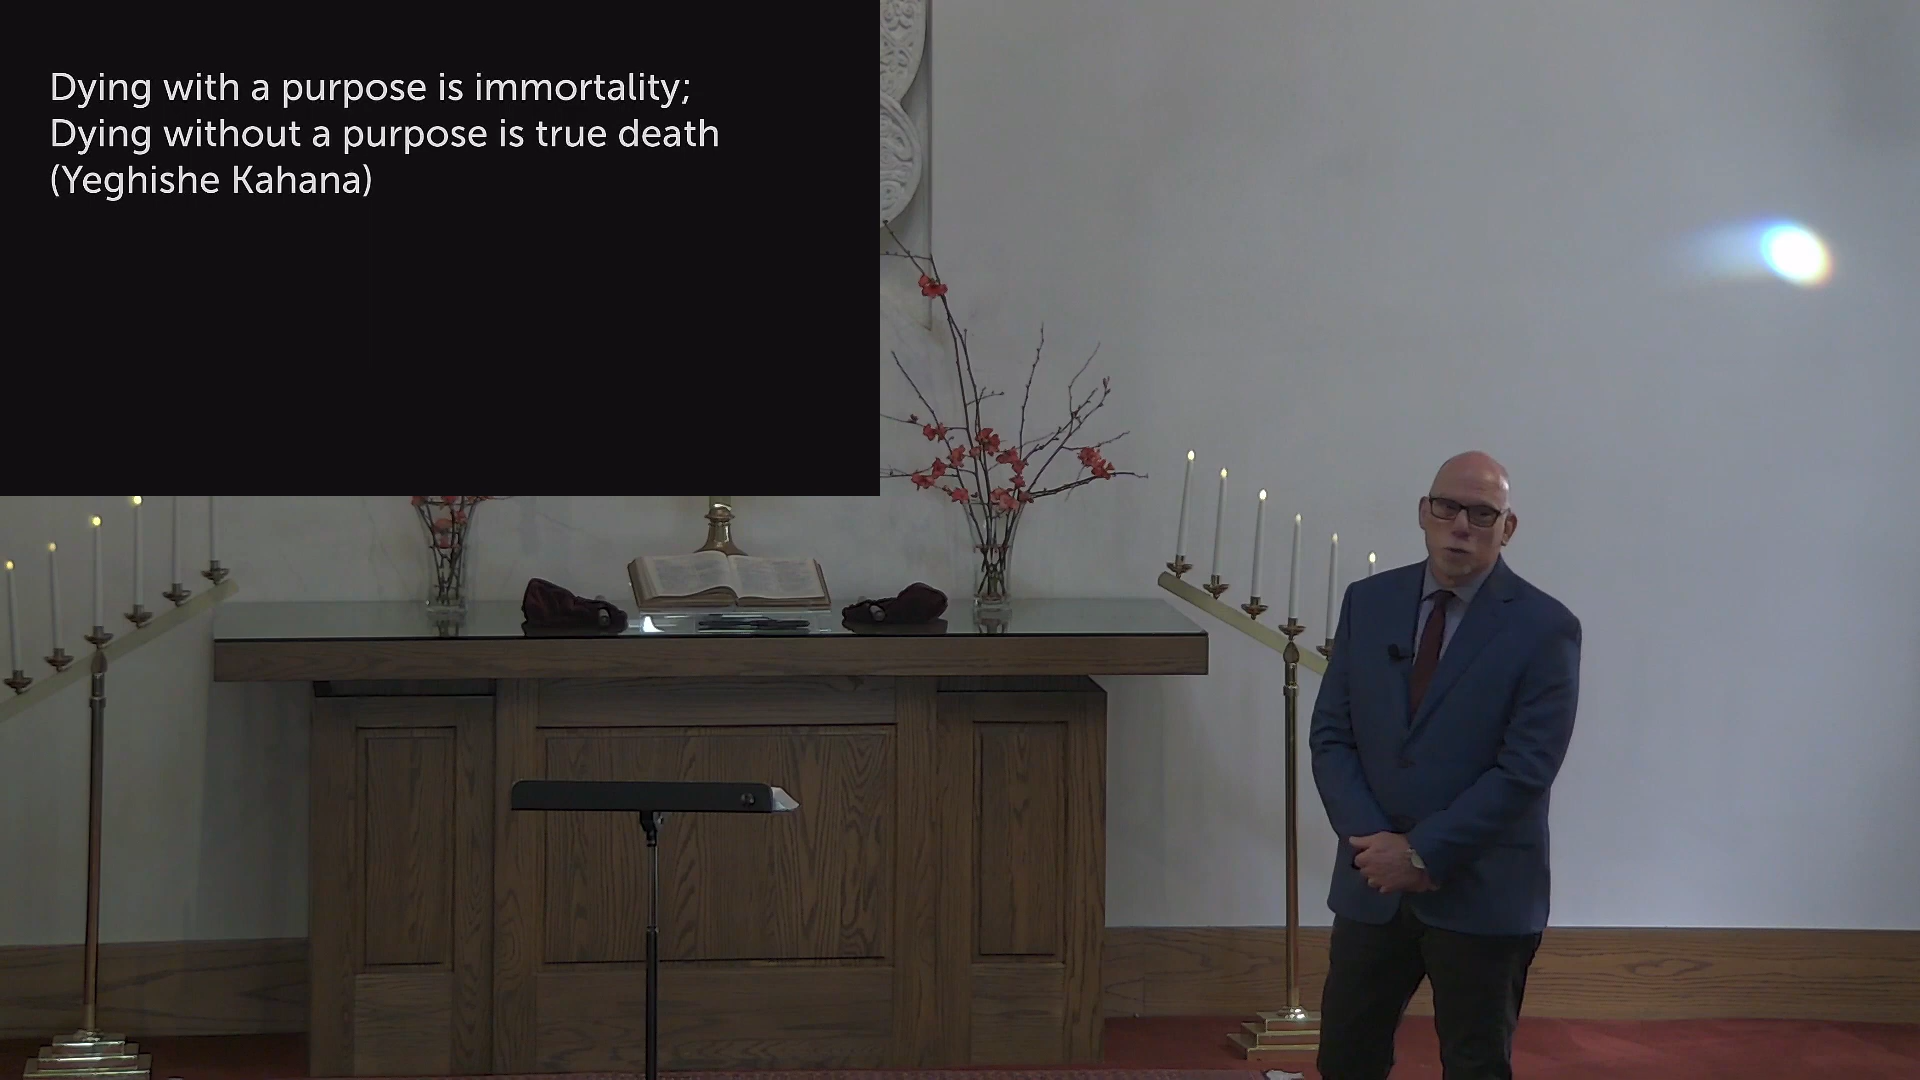 Dying with a purpose is immortality;
Dying without a purpose is true death
(Yeghishe Kahana)